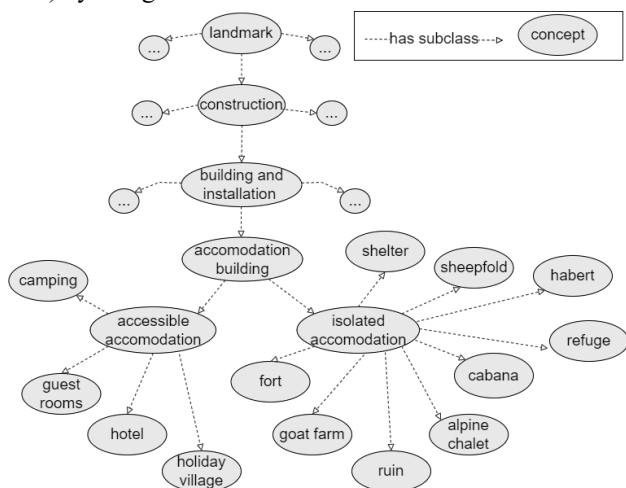 landmark
has subclass
concept
...
...
construction
...
...
building and
installation
...
...
accomodation
building
shelter
sheepfold
habert
camping
accessible
accomodation
isolated
accomodation
refuge
guest
rooms
fort
cabana
hotel
goat farm
alpine
chalet
holiday
village
ruin